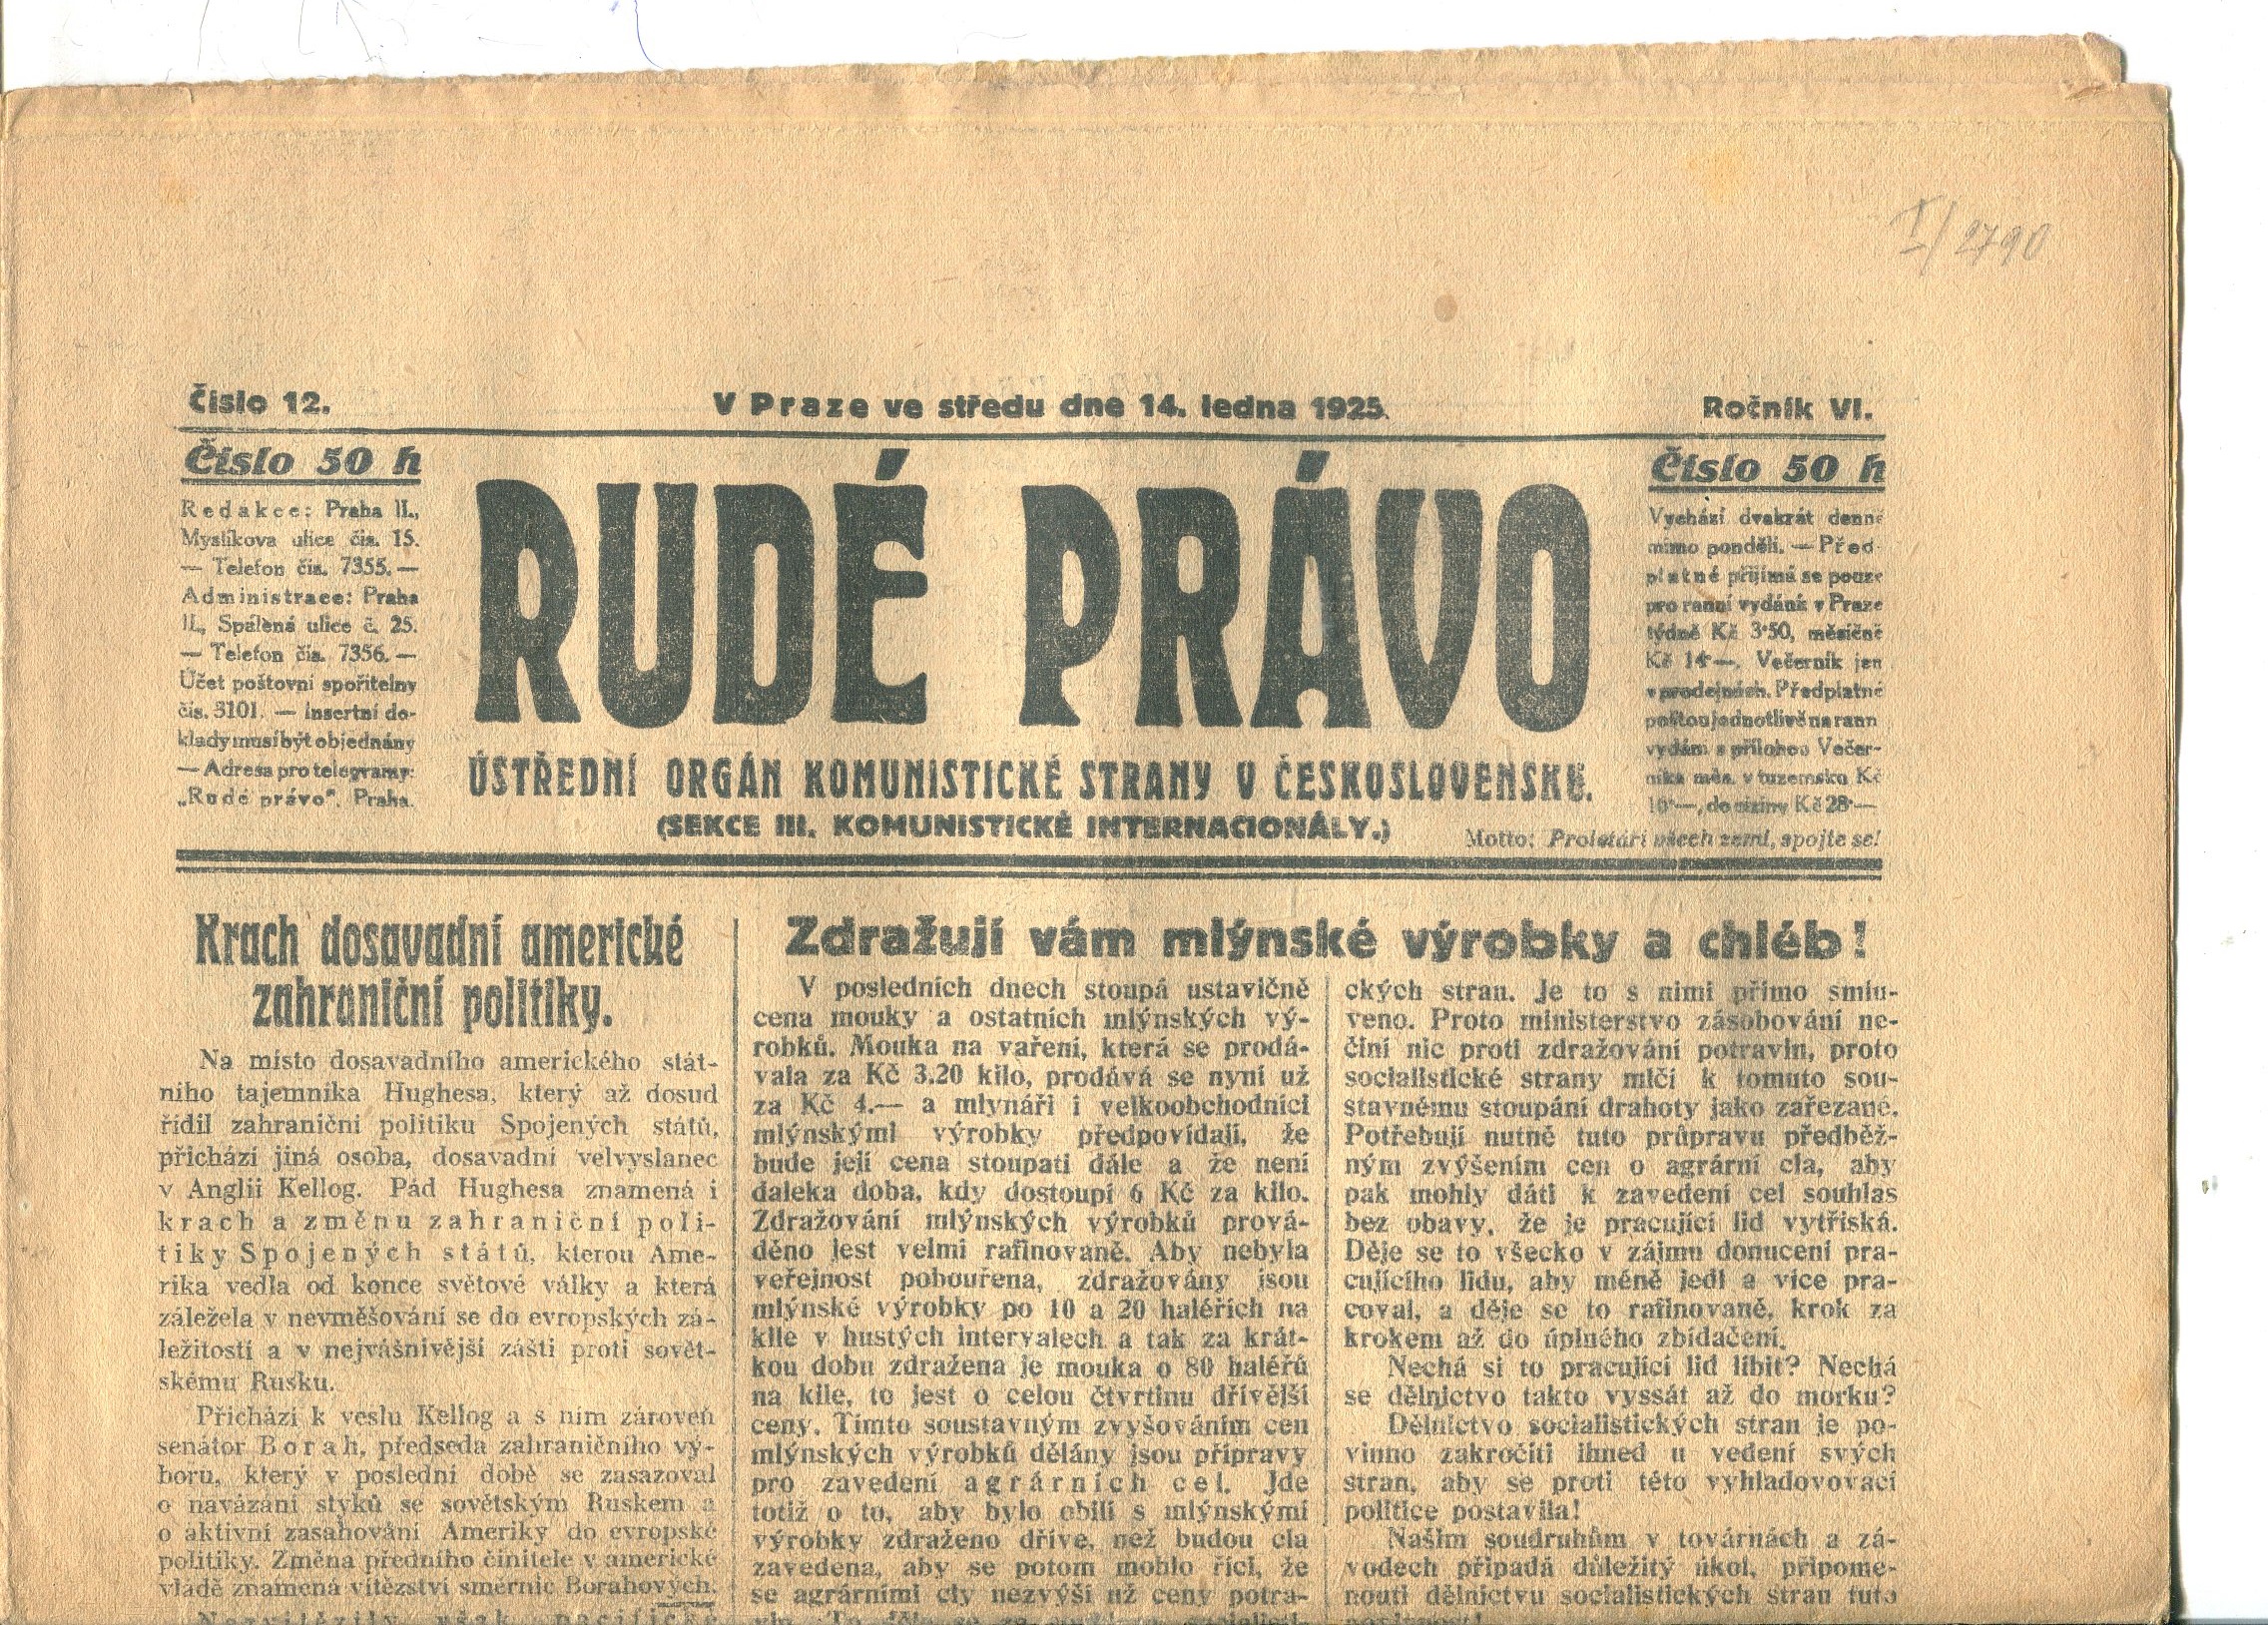 I/2790
Číslo 12.
V Praze ve středu dne 14. ledna 1925.
Ročník VI.
Číslo 50 h
Redakce: Praha II.,
Myslíkova ulice čís. 15.
— Telefon čís. 7355. —
Administrace: Praha
II., Spálená ulice č. 25.
— Telefon čís. 7356. —
Účet poštovní spořitelny
čís. 3101. — Insertní do-
klady musí být objednány
— Adresa pro telegramy:
„Rudé právo". Praha.
RUDÉ PRÁVO
ÚSTŘEDNÍ ORGÁN KOMUNISTICKÉ STRANY V ČESKOSLOVENSKU.
(SEKCE III. KOMUNISTICKÉ INTERNACIONÁLY.)
Číslo 50 h
Vychází dvakrát denně
mimo pondělí. — Před-
platné přijímá se pouze
pro ranní vydání v Praze
týdně Kč 3·50, měsíčně
Kč 14·—. Večerník jen
v prodejnách. Předplatné
poštou jednotlivě na rann
vydání s přílohou Večer-
níka měs. v tuzemsku Kč
16·—, do ciziny Kč 28·—
Motto: Proletáři všech zemí, spojte se!
Krach dosavadní americké
zahraniční politiky.
Na místo dosavadního amerického stát-
ního tajemníka Hughesa, který až dosud
řídil zahraniční politiku Spojených států,
přichází jiná osoba, dosavadní velvyslanec
v Anglii Kellog. Pád Hughesa znamená i
krach a změnu zahraniční poli-
tiky Spojených států, kterou Ame-
rika vedla od konce světové války a která
záležela v nevměšování se do evropských zá-
ležitostí a v nejvášnivější zášti proti sovět-
skému Rusku.
Přichází k veslu Kellog a s ním zároveň
senátor Borah, předseda zahraničního vý-
boru, který v poslední době se zasazoval
o navázání styků se sovětským Ruskem a
o aktivní zasahování Ameriky do evropské
politiky. Změna předního činitele v americké
vládě znamená vítězství směrnic Borahových.
Nezvítězily však pacifické
Zdražují vám mlýnské výrobky a chléb!
V posledních dnech stoupá ustavičně
cena mouky a ostatních mlýnských vý-
robků. Mouka na vaření, která se prodá-
vala za Kč 3.20 kilo, prodává se nyní už
za Kč 4.— a mlynáři i velkoobchodníci
mlýnskými výrobky předpovídali, že
bude její cena stoupati dále a že není
daleka doba, kdy dostoupí 6 Kč za kilo.
Zdražování mlýnských výrobků prová-
děno jest velmi rafinovaně. Aby nebyla
veřejnost pobouřena, zdražovány jsou
mlýnské výrobky po 10 a 20 haléřích na
kile v hustých intervalech a tak za krát-
kou dobu zdražena je mouka o 80 haléřů
na kile, to jest o celou čtvrtinu dřívější
ceny. Tímto soustavným zvyšováním cen
mlýnských výrobků dělány jsou přípravy
pro zavedení agrárních cel. Jde
totiž o to, aby bylo obilí s mlýnskými
výrobky zdraženo dříve, než budou cla
zavedena, aby se potom mohlo říci, že
se agrárními cly nezvýší už ceny potra-
ckých stran. Je to s nimi přímo smlu-
veno. Proto ministerstvo zásobování ne-
činí nic proti zdražování potravin, proto
socialistické strany mlčí k tomuto sou-
stavnému stoupání drahoty jako zařezané.
Potřebují nutně tuto průpravu předběž-
ným zvýšením cen o agrární cla, aby
pak mohly dáti k zavedení cel souhlas
bez obavy, že je pracující lid vytříská.
Děje se to všecko v zájmu donucení pra-
cujícího lidu, aby méně jedl a více pra-
coval, a děje se to rafinovaně, krok za
krokem až do úplného zbídačení.
Nechá si to pracující lid líbit? Nechá
se dělnictvo takto vyssát až do morku?
Dělnictvo socialistických stran je po-
vinno zakročiti ihned u vedení svých
stran, aby se proti této vyhladovovací
politice postavila!
Našim soudruhům v továrnách a zá-
vodech připadá důležitý úkol, připome-
nouti dělnictvu socialistických stran tuto